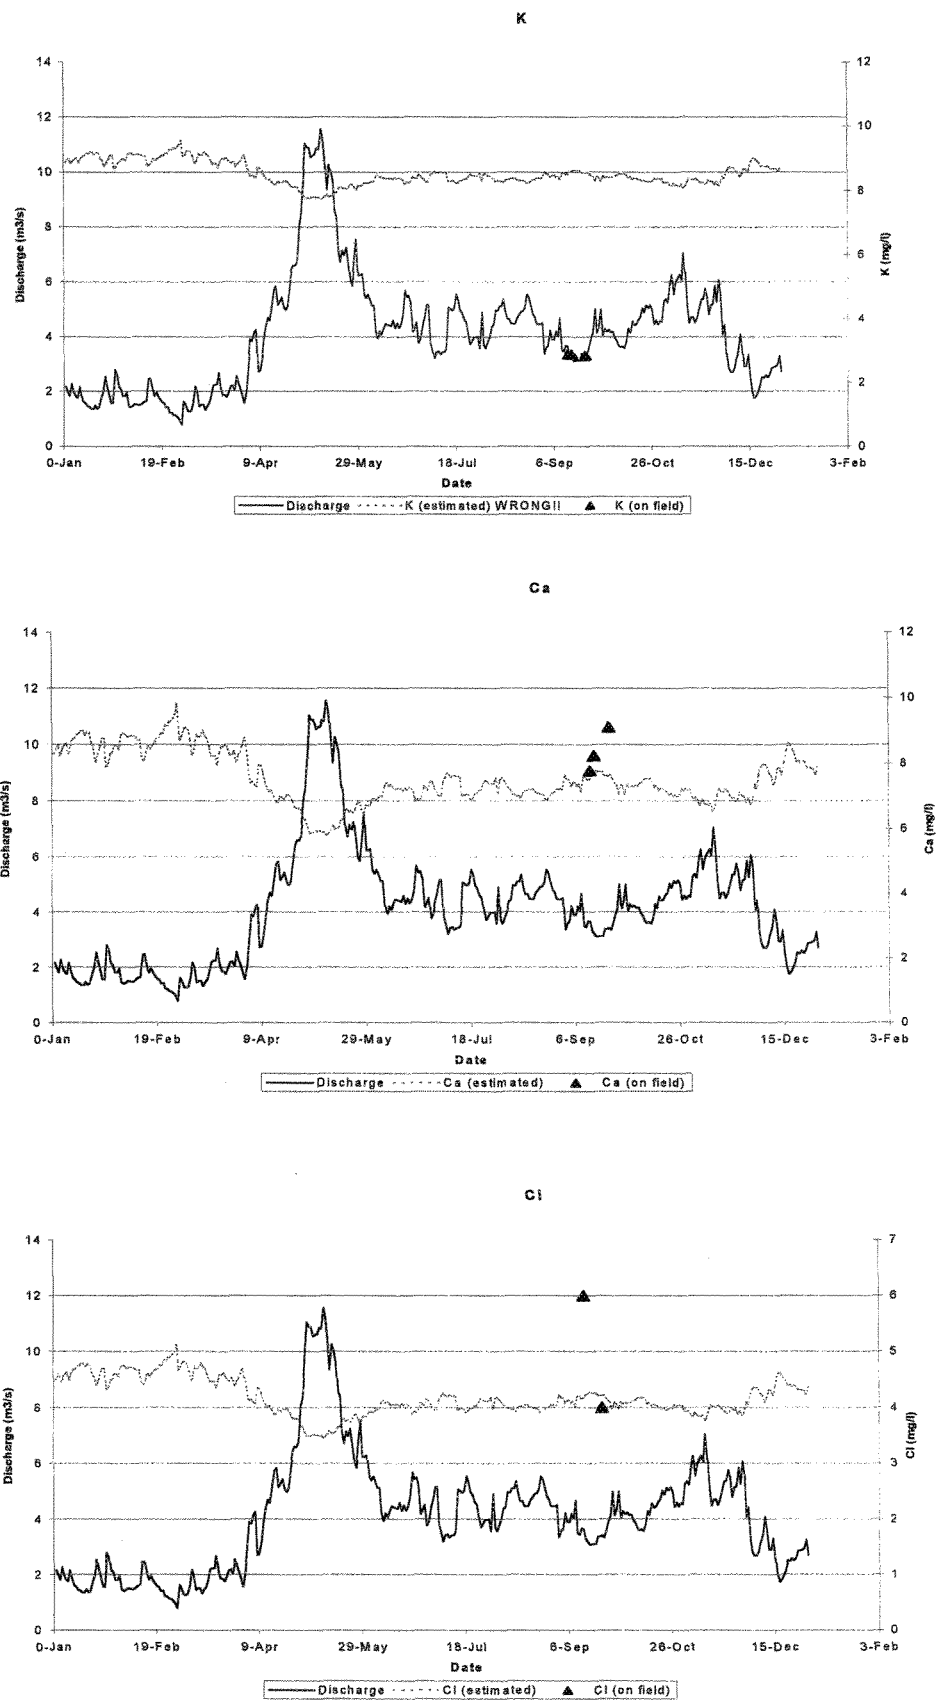 K
14
12
10
8
6
4
2
0
Discharge (m3/s)
12
10
8
6
4
2
0
K (mg/l)
0-Jan 19-Feb 9-Apr 29-May 18-Jul 6-Sep 26-Oct 15-Dec 3-Feb
Date
Discharge K (estimated) WRONG!! K (on field)
Ca
14
12
10
8
6
4
2
0
Discharge (m3/s)
12
10
8
6
4
2
0
Ca (mg/l)
0-Jan 19-Feb 9-Apr 29-May 18-Jul 6-Sep 26-Oct 15-Dec 3-Feb
Date
Discharge Ca (estimated) Ca (on field)
Cl
14
12
10
8
6
4
2
0
Discharge (m3/s)
7
6
5
4
3
2
1
0
Cl (mg/l)
0-Jan 19-Feb 9-Apr 29-May 18-Jul 6-Sep 26-Oct 15-Dec 3-Feb
Date
Discharge Cl (estimated) Cl (on field)